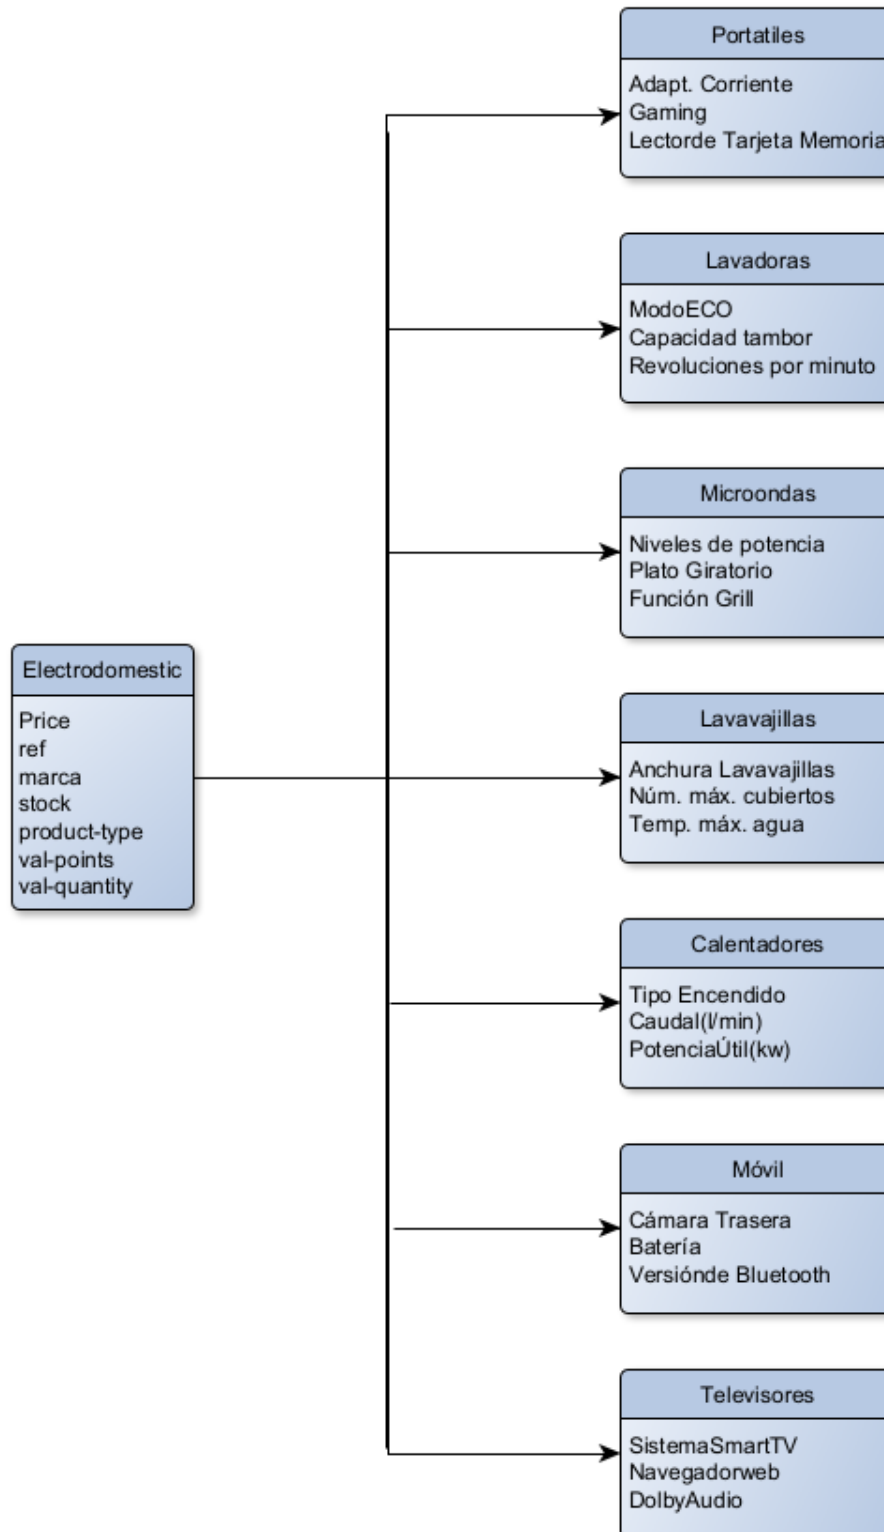 Portatiles
Adapt. Corriente
Gaming
Lectorde Tarjeta Memoria
Lavadoras
ModoECO
Capacidad tambor
Revoluciones por minuto
Microondas
Niveles de potencia
Plato Giratorio
Función Grill
Electrodomestic
Price
ref
marca
stock
product-type
val-points
val-quantity
Lavavajillas
Anchura Lavavajillas
Núm. máx. cubiertos
Temp. máx. agua
Calentadores
Tipo Encendido
Caudal(l/min)
PotenciaÚtil(kw)
Móvil
Cámara Trasera
Batería
Versiónde Bluetooth
Televisores
SistemaSmartTV
Navegadorweb
DolbyAudio